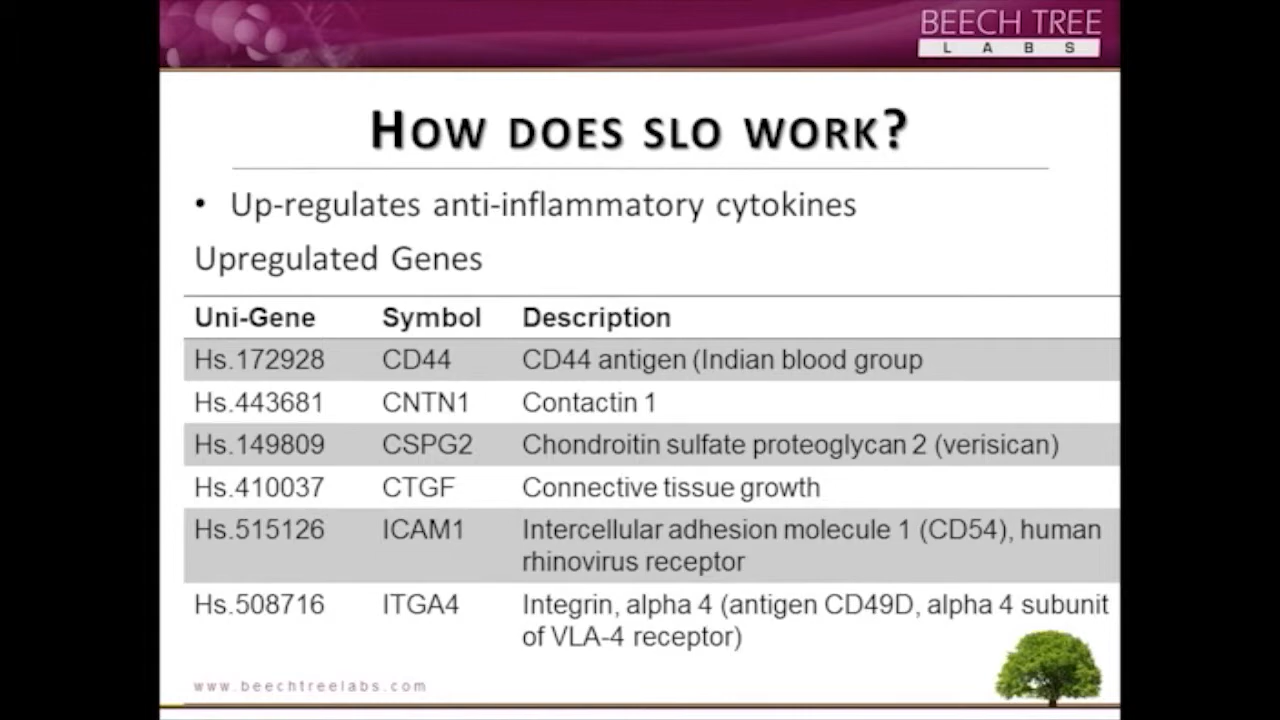 BEECH TREE
LABS
HOW DOES SLO WORK?
• Up-regulates anti-inflammatory cytokines
Upregulated Genes
Uni-Gene Symbol Description
Hs.172928 CD44 CD44 antigen (Indian blood group
Hs.443681 CNTN1 Contactin 1
Hs.149809 CSPG2 Chondroitin sulfate proteoglycan 2 (verisican)
Hs.410037 CTGF Connective tissue growth
Hs.515126 ICAM1 Intercellular adhesion molecule 1 (CD54), human
rhinovirus receptor
Hs.508716 ITGA4 Integrin, alpha 4 (antigen CD49D, alpha 4 subunit
of VLA-4 receptor)
www.beechtreelabs.com